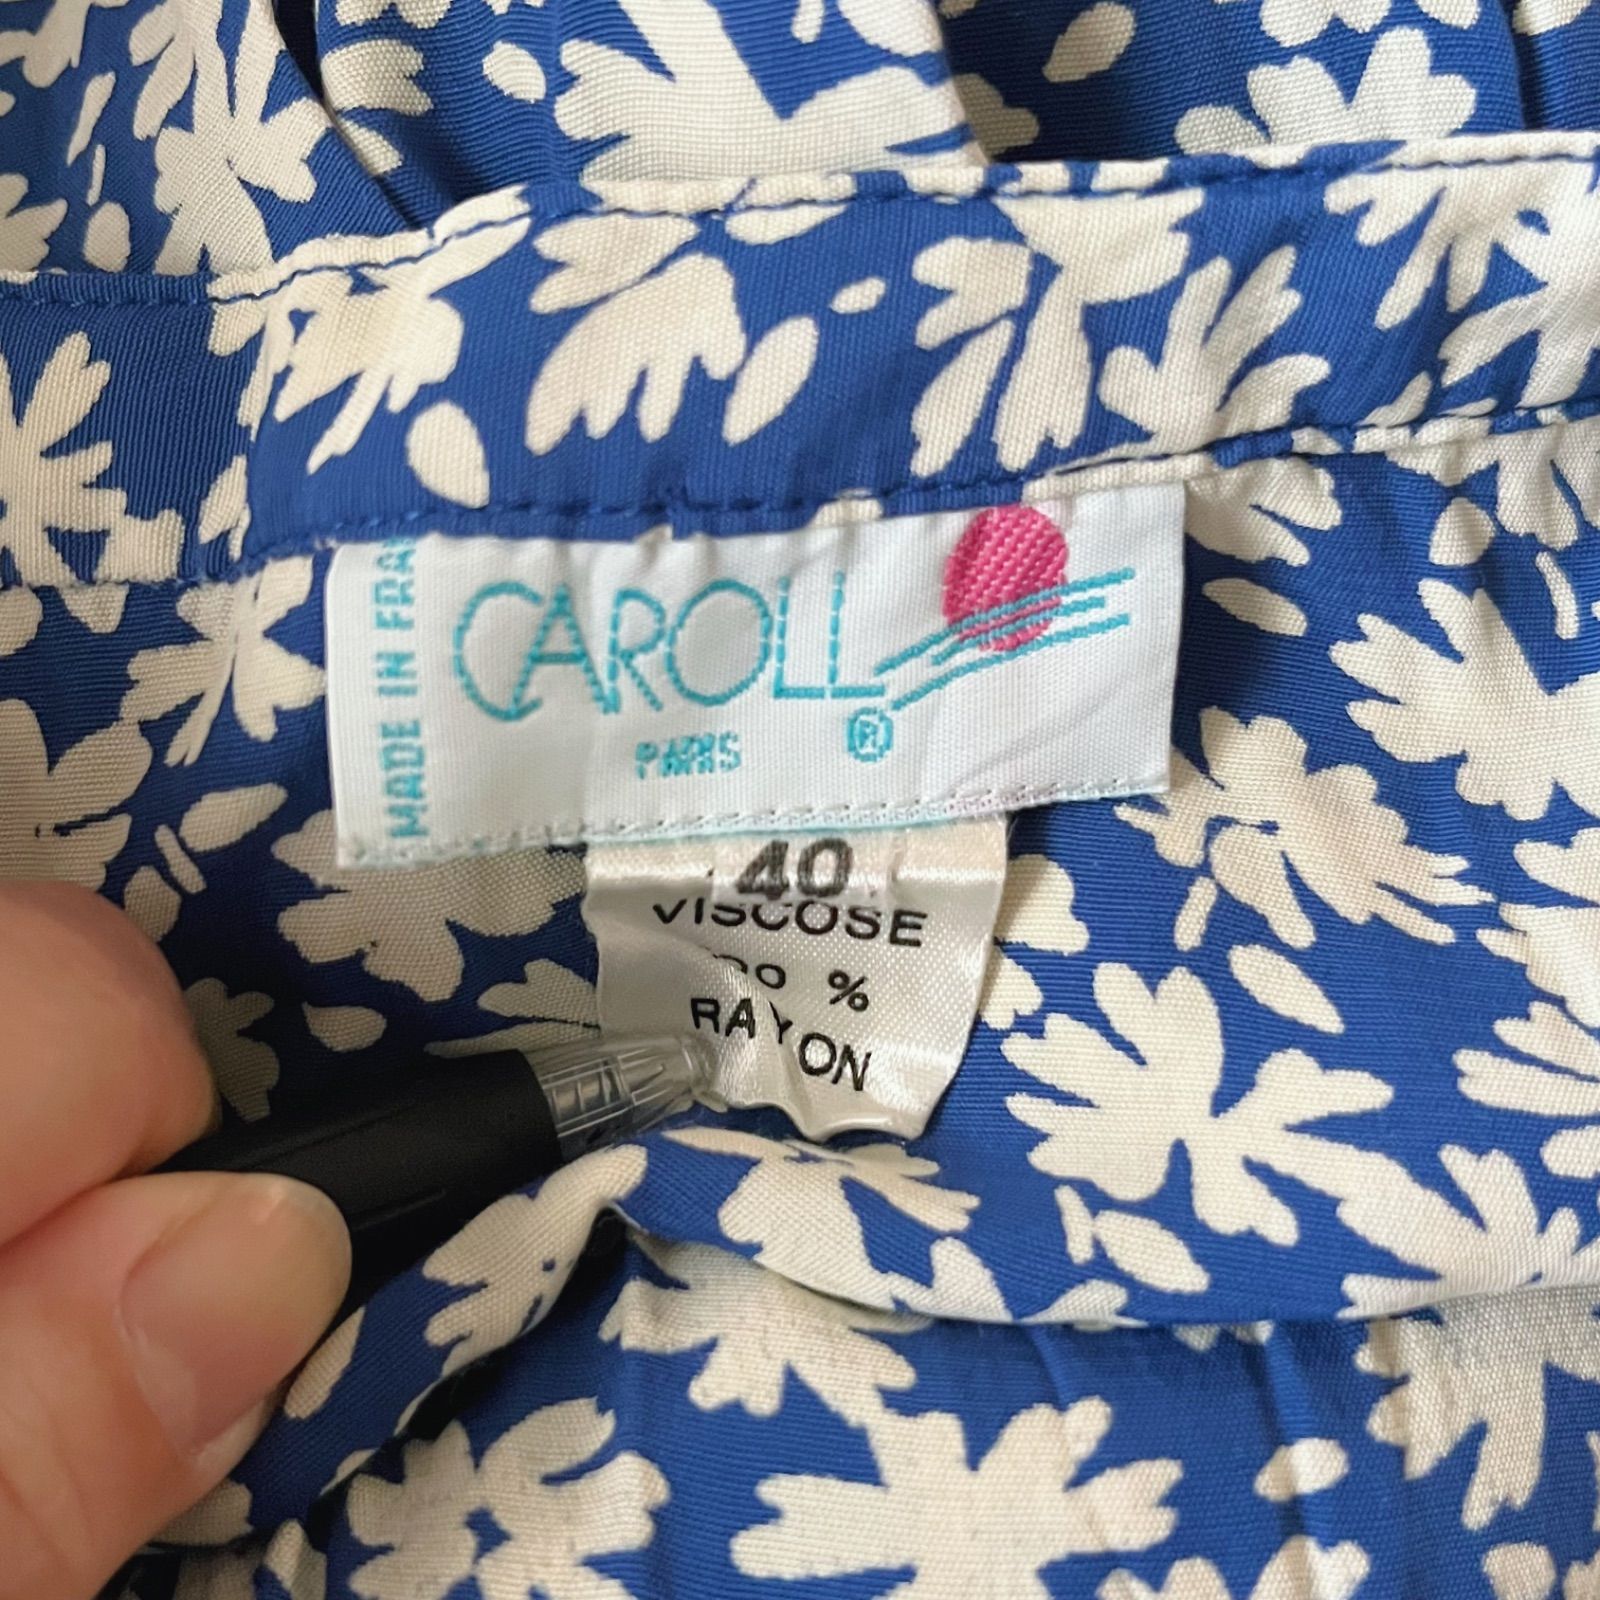 MADE IN FRA
CAROLL
PARIS ®
40
VISCOSE
%
RAYON